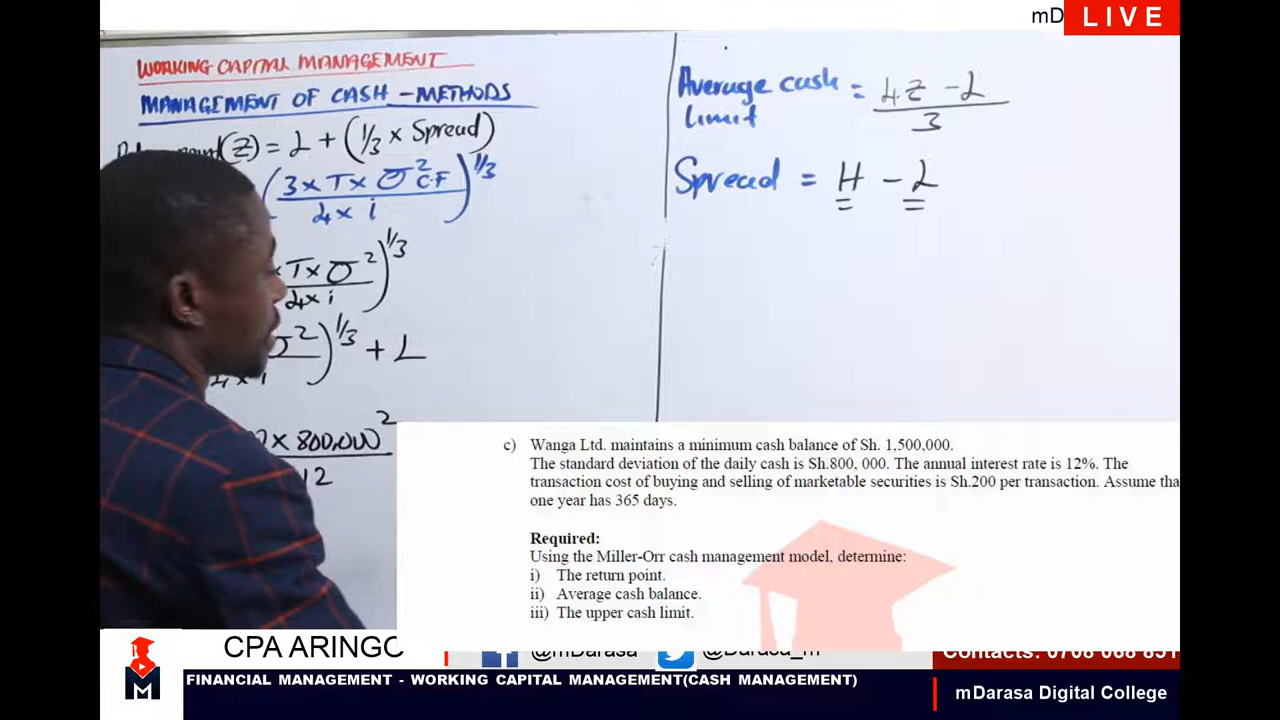 mD
LIVE
WORKING CAPITAL MANAGEMENT
MANAGEMENT OF CASH - METHODS
(Z) = L + (1/3 x Spread)
(3 x T x σ² C.F / 4 x i)^1/3
T x σ² / 4 x i)^1/3
σ²)^1/3 + L
4 x i
x 800,000²
12
Average cash limit = 4Z - L / 3
Spread = H - L
c) Wanga Ltd. maintains a minimum cash balance of Sh. 1,500,000.
The standard deviation of the daily cash is Sh.800, 000. The annual interest rate is 12%. The
transaction cost of buying and selling of marketable securities is Sh.200 per transaction. Assume tha
one year has 365 days.
Required:
Using the Miller-Orr cash management model, determine:
i) The return point.
ii) Average cash balance.
iii) The upper cash limit.
CPA ARINGO
@mDarasa
@Darasa_m
Contacts: 0708 068 851
FINANCIAL MANAGEMENT - WORKING CAPITAL MANAGEMENT(CASH MANAGEMENT)
mDarasa Digital College